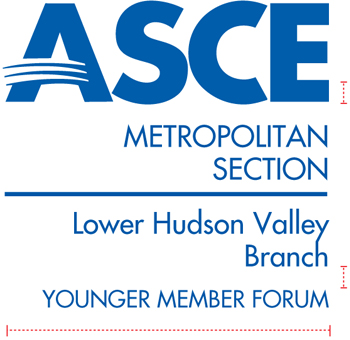 ASCE
METROPOLITAN
SECTION
Lower Hudson Valley
Branch
YOUNGER MEMBER FORUM